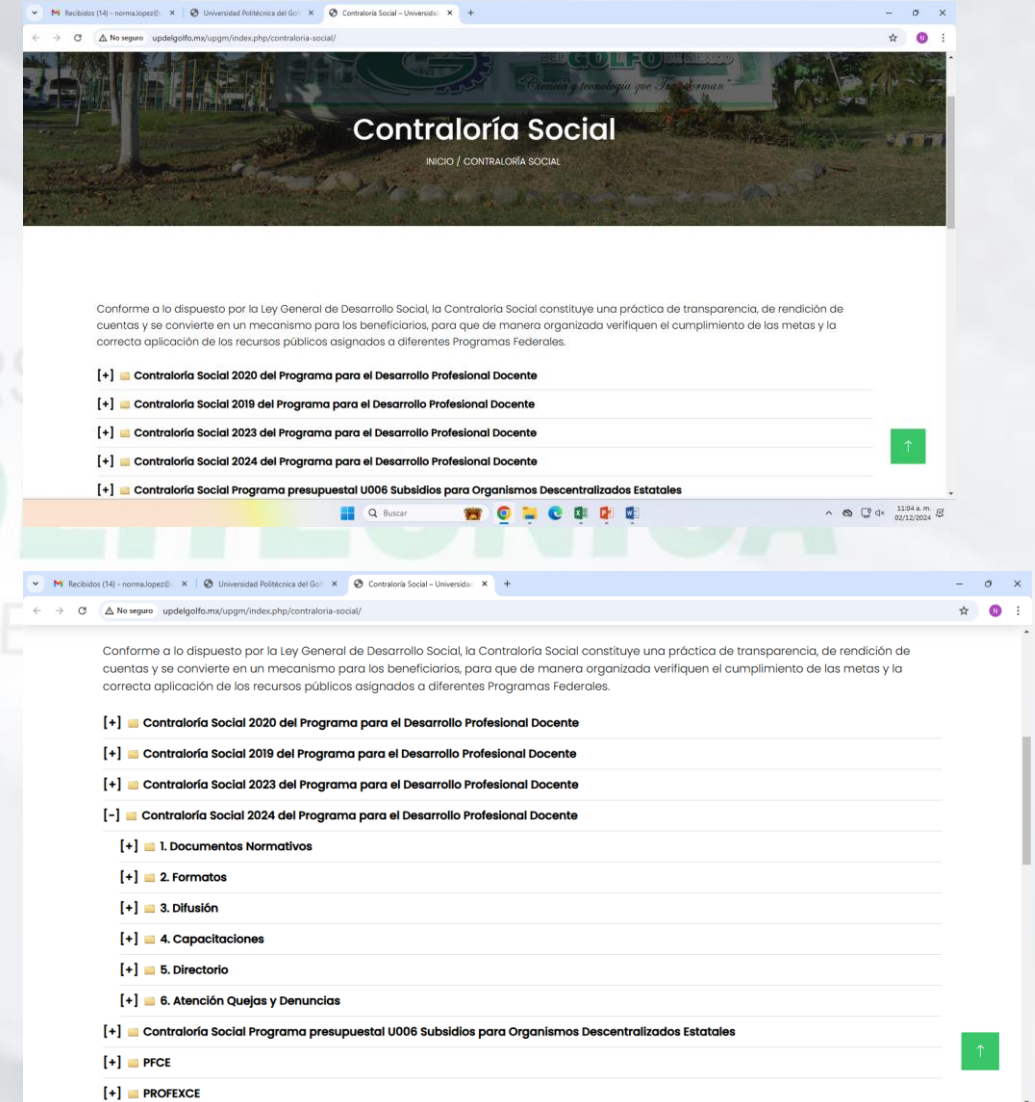 Recibidos (14) - norma.lopez@
Universidad Politécnica del Gol
Contraloría Social – Universida
No seguro updelgolfo.mx/upgm/index.php/contraloria-social/
N
DEL GOLFO DE MÉXICO
Ciencia y tecnología que Transforman
Contraloría Social
INICIO / CONTRALORÍA SOCIAL
Conforme a lo dispuesto por la Ley General de Desarrollo Social, la Contraloría Social constituye una práctica de transparencia, de rendición de
cuentas y se convierte en un mecanismo para los beneficiarios, para que de manera organizada verifiquen el cumplimiento de las metas y la
correcta aplicación de los recursos públicos asignados a diferentes Programas Federales.
[+] Contraloría Social 2020 del Programa para el Desarrollo Profesional Docente
[+] Contraloría Social 2019 del Programa para el Desarrollo Profesional Docente
[+] Contraloría Social 2023 del Programa para el Desarrollo Profesional Docente
[+] Contraloría Social 2024 del Programa para el Desarrollo Profesional Docente
[+] Contraloría Social Programa presupuestal U006 Subsidios para Organismos Descentralizados Estatales
Buscar
11:04 a. m.
02/12/2024
Recibidos (14) - norma.lopez@
Universidad Politécnica del Gol
Contraloría Social – Universida
No seguro updelgolfo.mx/upgm/index.php/contraloria-social/
N
Conforme a lo dispuesto por la Ley General de Desarrollo Social, la Contraloría Social constituye una práctica de transparencia, de rendición de
cuentas y se convierte en un mecanismo para los beneficiarios, para que de manera organizada verifiquen el cumplimiento de las metas y la
correcta aplicación de los recursos públicos asignados a diferentes Programas Federales.
[+] Contraloría Social 2020 del Programa para el Desarrollo Profesional Docente
[+] Contraloría Social 2019 del Programa para el Desarrollo Profesional Docente
[+] Contraloría Social 2023 del Programa para el Desarrollo Profesional Docente
[-] Contraloría Social 2024 del Programa para el Desarrollo Profesional Docente
[+] 1. Documentos Normativos
[+] 2. Formatos
[+] 3. Difusión
[+] 4. Capacitaciones
[+] 5. Directorio
[+] 6. Atención Quejas y Denuncias
[+] Contraloría Social Programa presupuestal U006 Subsidios para Organismos Descentralizados Estatales
[+] PFCE
[+] PROFEXCE